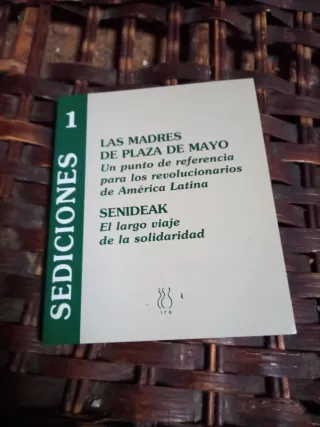 SEDICIONES 1
LAS MADRES
DE PLAZA DE MAYO
Un punto de referencia
para los revolucionarios
de América Latina
SENIDEAK
El largo viaje
de la solidaridad